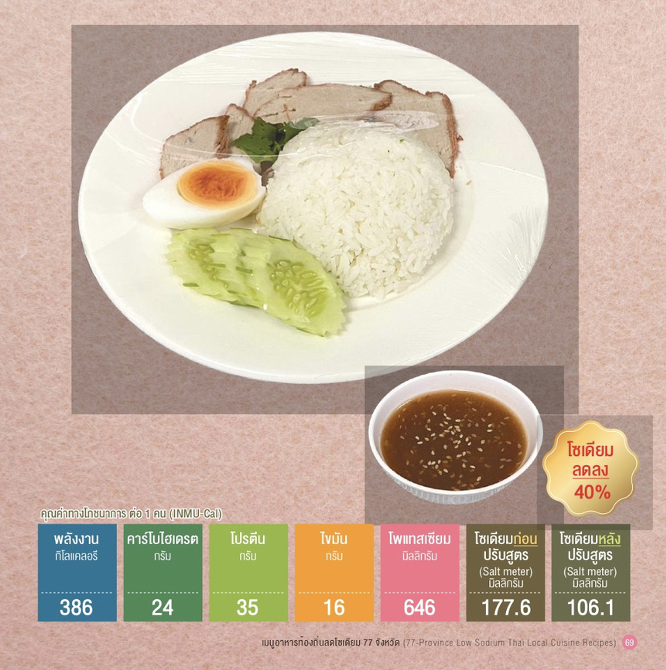 โซเดียม
ลดลง
40%
คุณค่าทางโภชนาการ ต่อ 1 คน (INMU-Cal)
พลังงาน
กิโลแคลอรี
386
คาร์โบไฮเดรต
กรัม
24
โปรตีน
กรัม
35
ไขมัน
กรัม
16
โพแทสเซียม
มิลลิกรัม
646
โซเดียมก่อน
ปรับสูตร
(Salt meter)
มิลลิกรัม
177.6
โซเดียมหลัง
ปรับสูตร
(Salt meter)
มิลลิกรัม
106.1
เมนูอาหารท้องถิ่นลดโซเดียม 77 จังหวัด (77-Province Low Sodium Thai Local Cuisine Recipes) 69